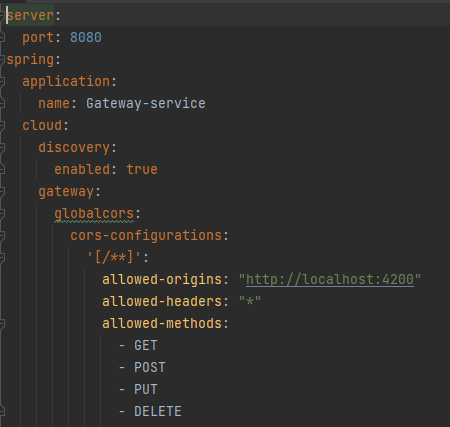 server:
  port: 8080
spring:
  application:
    name: Gateway-service
  cloud:
    discovery:
      enabled: true
    gateway:
      globalcors:
        cors-configurations:
          '[/**]':
            allowed-origins: "http://localhost:4200"
            allowed-headers: "*"
            allowed-methods:
              - GET
              - POST
              - PUT
              - DELETE